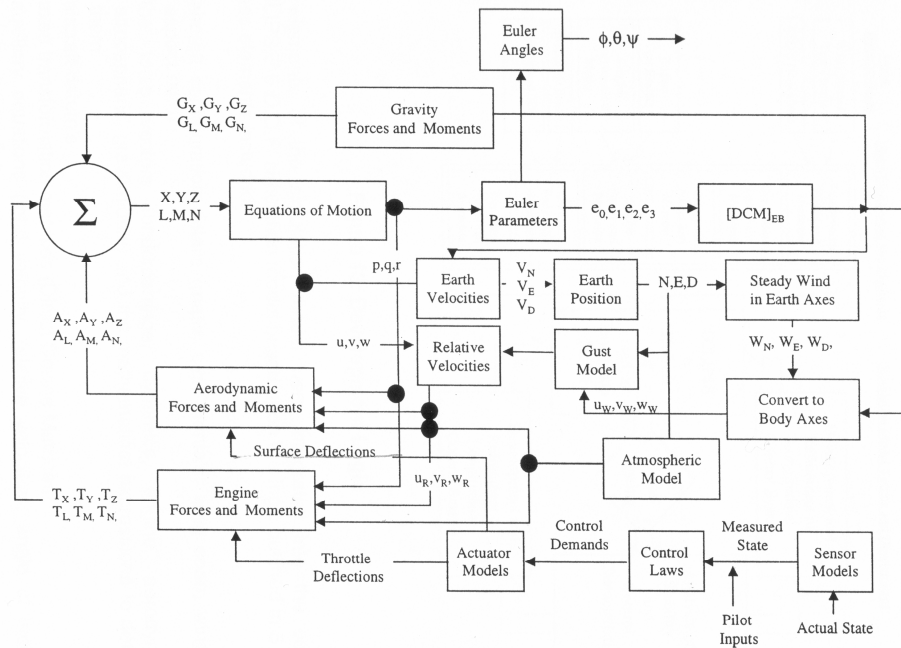 Euler
Angles
ϕ,θ,ψ
G_X ,G_Y ,G_Z
G_L, G_M, G_N,
Gravity
Forces and Moments
Σ
X,Y,Z
L,M,N
Equations of Motion
Euler
Parameters
e_0,e_1,e_2,e_3
[DCM]_EB
p,q,r
Earth
Velocities
V_N
V_E
V_D
Earth
Position
N,E,D
Steady Wind
in Earth Axes
A_X ,A_Y ,A_Z
A_L, A_M, A_N,
u,v,w
Relative
Velocities
Gust
Model
W_N, W_E, W_D,
Aerodynamic
Forces and Moments
u_W,v_W,w_W
Convert to
Body Axes
Surface Deflections
Atmospheric
Model
T_X ,T_Y ,T_Z
T_L, T_M, T_N,
Engine
Forces and Moments
u_R,v_R,w_R
Throttle
Deflections
Actuator
Models
Control
Demands
Control
Laws
Measured
State
Sensor
Models
Pilot
Inputs
Actual State